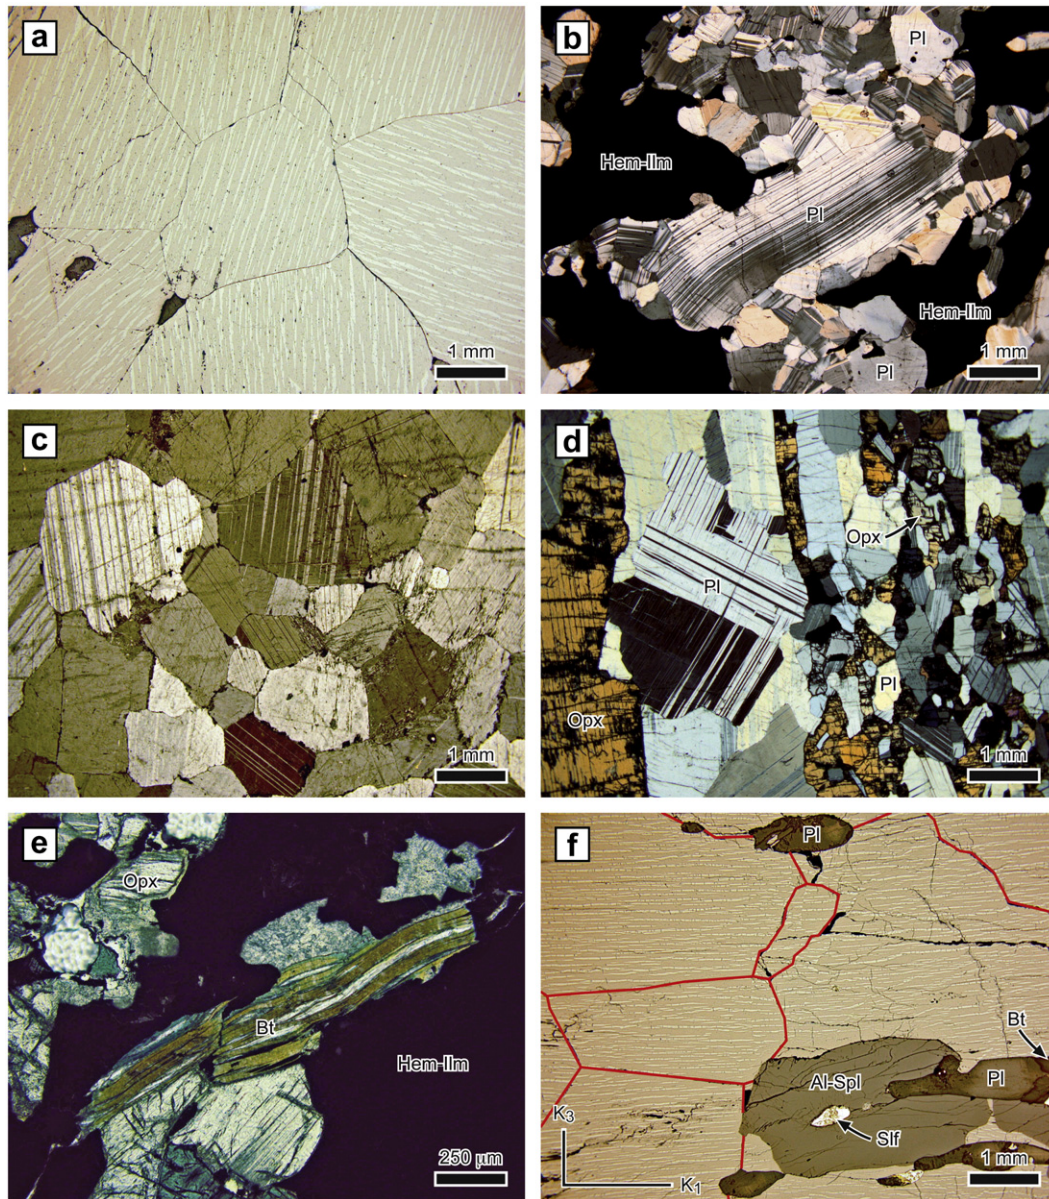 a
1 mm
b
Pl
Hem-Ilm
Pl
Hem-Ilm
Pl
1 mm
c
1 mm
d
Opx
Pl
Pl
Opx
1 mm
e
Opx
Bt
Hem-Ilm
250 µm
f
Pl
Bt
Al-Spl
Pl
K3
Slf
K1
1 mm